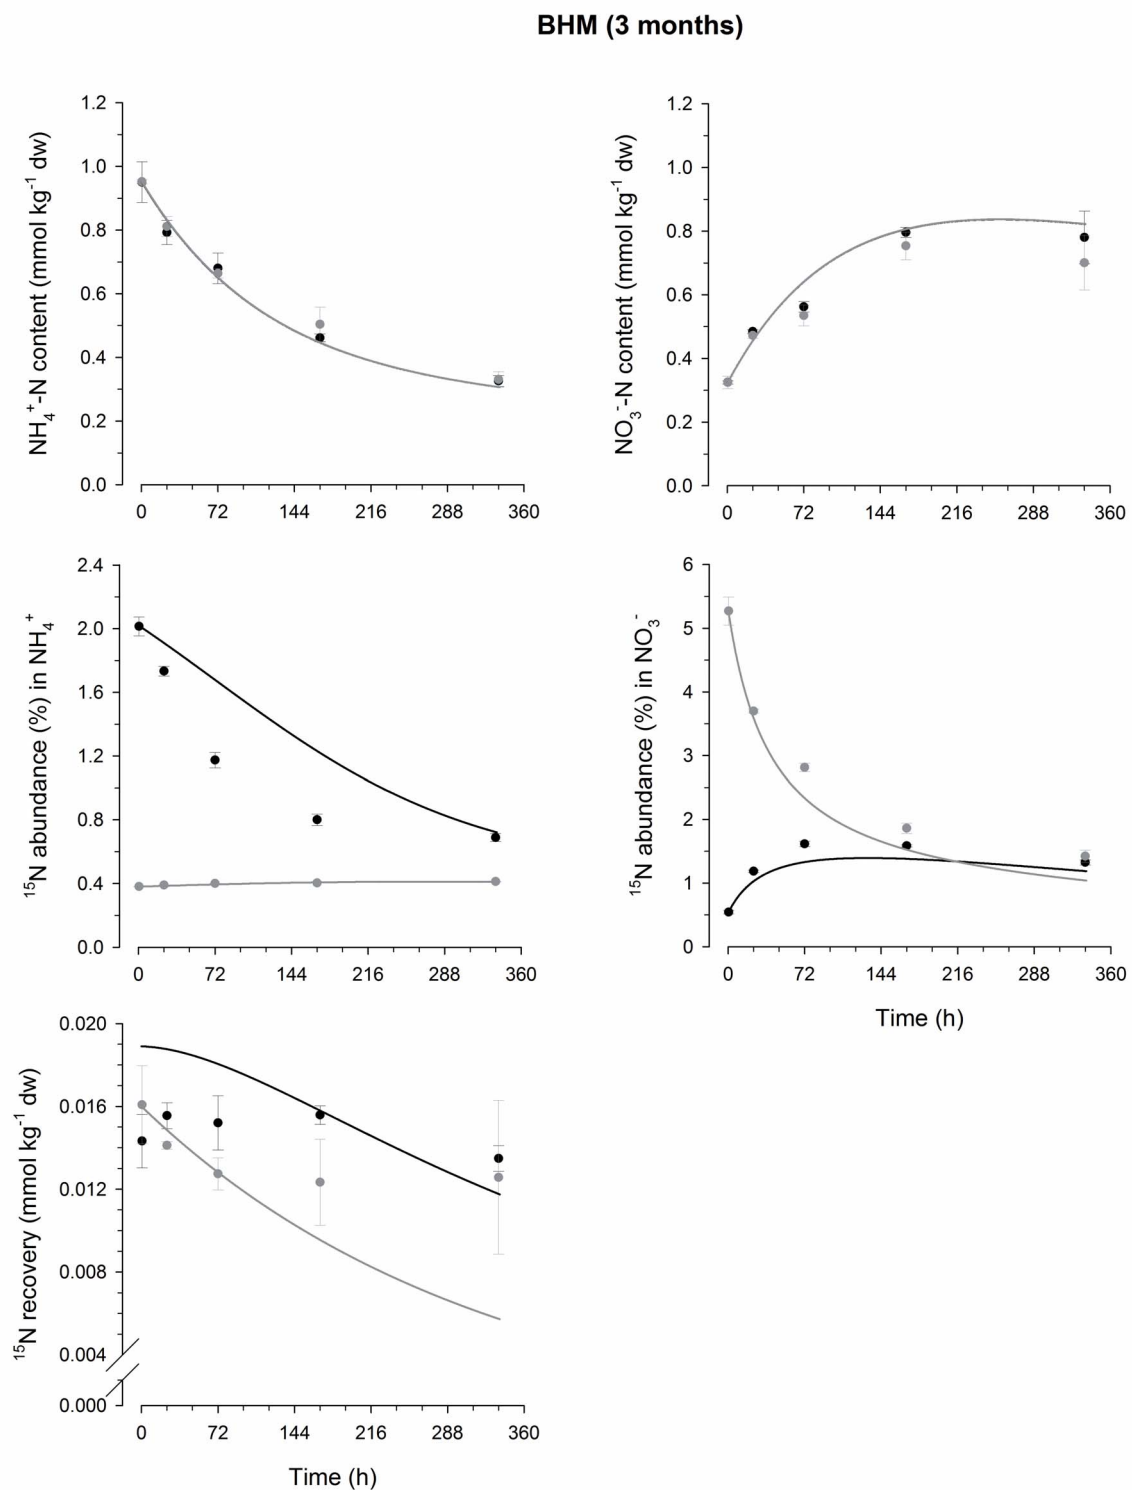 BHM (3 months)
NH₄⁺-N content (mmol kg⁻¹ dw)
1.2
1.0
0.8
0.6
0.4
0.2
0.0
0 72 144 216 288 360
NO₃⁻-N content (mmol kg⁻¹ dw)
1.2
1.0
0.8
0.6
0.4
0.2
0.0
0 72 144 216 288 360
¹⁵N abundance (%) in NH₄⁺
2.4
2.0
1.6
1.2
0.8
0.4
0.0
0 72 144 216 288 360
¹⁵N abundance (%) in NO₃⁻
6
5
4
3
2
1
0
0 72 144 216 288 360
Time (h)
¹⁵N recovery (mmol kg⁻¹ dw)
0.020
0.016
0.012
0.008
0.004
0.000
0 72 144 216 288 360
Time (h)